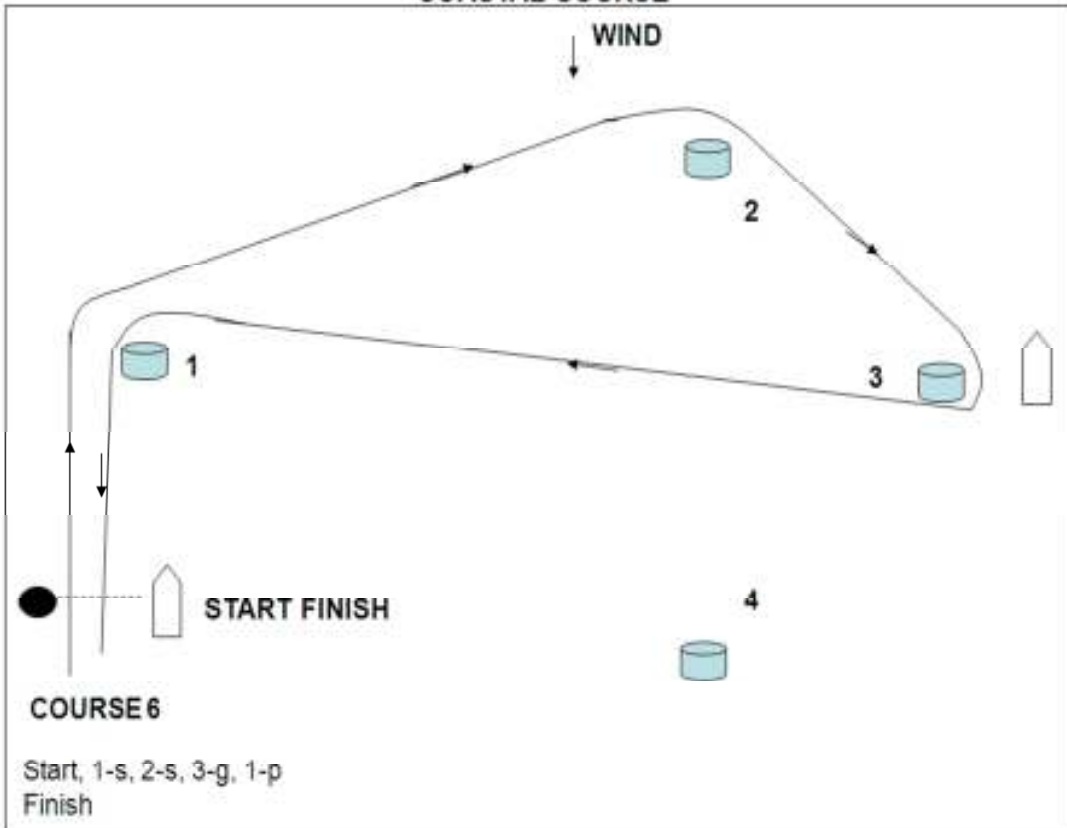 WIND
2
1
3
4
START FINISH
COURSE 6
Start, 1-s, 2-s, 3-g, 1-p
Finish